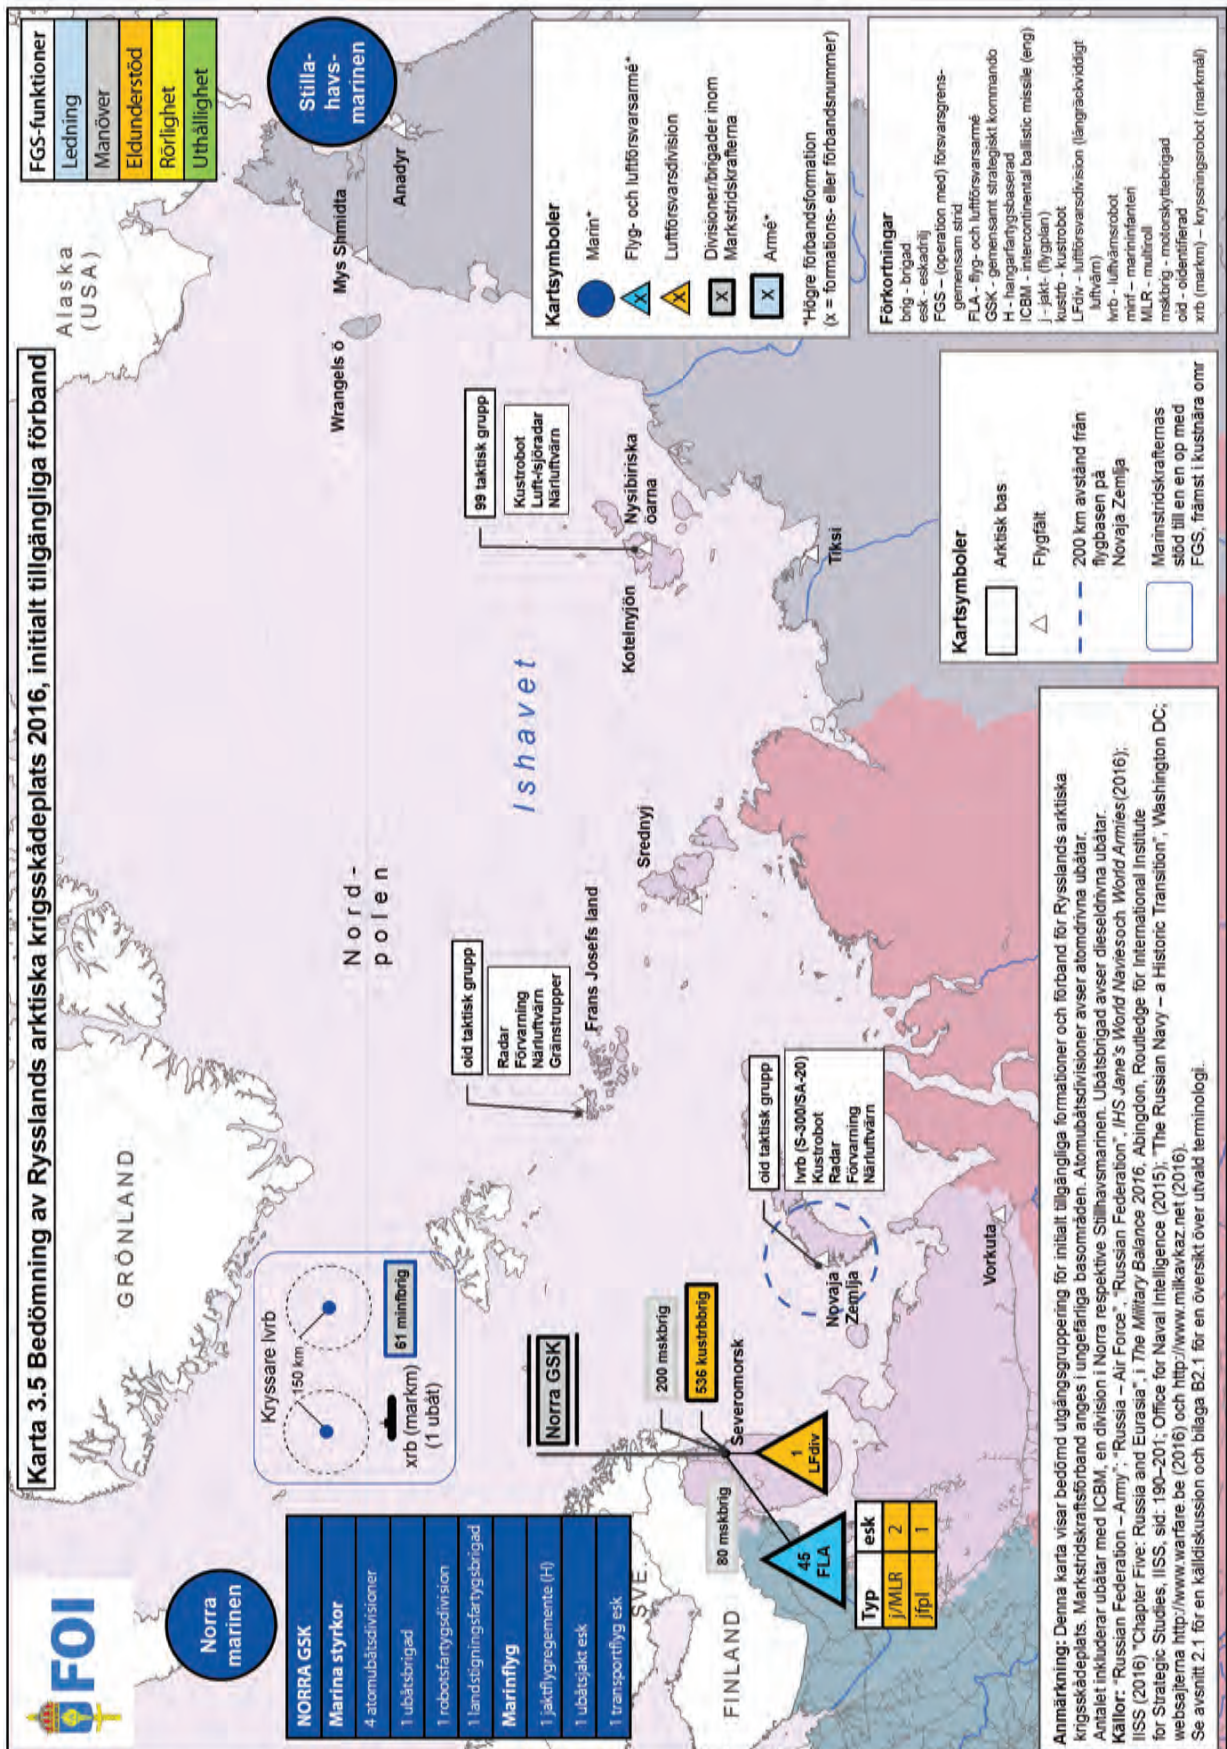 Karta 3.5 Bedömning av Rysslands arktiska krigsskådeplats 2016, initialt tillgängliga förband
FOI
Norra
marinen
NORRA GSK
Marina styrkor
4 atomubåtsdivisioner
1 ubåtsbrigad
1 robotsfartygsdivision
1 landstigningsfartygsbrigad
Marinflyg
1 jaktflygregemente (H)
1 ubåtsjakt esk
1 transportflyg esk
GRÖNLAND
Kryssare lvrb
150 km
xrb (markm)
(1 ubåt)
61 minfbrig
Norra GSK
200 mskbrig
536 kustrbbrig
80 mskbrig
Severomorsk
1
LFdiv
45
FLA
Typ esk
j/MLR 2
jfpl 1
SVE.
FINLAND
Nord-
polen
Ishavet
oid taktisk grupp
Radar
Förvarning
Närluftvärn
Gränstrupper
Frans Josefs land
oid taktisk grupp
lvrb (S-300/SA-20)
Kustrobot
Radar
Förvarning
Närluftvärn
Novaja
Zemlja
Vorkuta
Srednyj
99 taktisk grupp
Kustrobot
Luft-/sjöradar
Närluftvärn
Kotelnyjön
Nysibiriska
öarna
Tiksi
Alaska
(USA)
Wrangels ö
Mys Shmidta
Anadyr
Stilla-
havs-
marinen
FGS-funktioner
Ledning
Manöver
Eldunderstöd
Rörlighet
Uthållighet
Kartsymboler
Marin*
X Flyg- och luftförsvarsarmé*
X Luftförsvarsdivision
X Divisioner/brigader inom
Markstridskrafterna
X Armé*
*Högre förbandsformation
(x = formations- eller förbandsnummer)
Förkortningar
brig - brigad
esk - eskadrilj
FGS – (operation med) försvarsgrens-
gemensam strid
FLA - flyg- och luftförsvarsarmé
GSK - gemensamt strategiskt kommando
H - hangarfartygsbaserad
ICBM - intercontinental ballistic missile (eng)
j - jakt- (flygplan)
kustrb - kustrobot
LFdiv - luftförsvarsdivision (långräckviddigt
luftvärn)
lvrb - luftvärnsrobot
minf – marininfanteri
MLR - multiroll
mskbrig - motorskyttebrigad
oid - oidentifierad
xrb (markm) – kryssningsrobot (markmål)
Kartsymboler
Arktisk bas
Flygfält
200 km avstånd från
flygbasen på
Novaja Zemlja
Marinstridskrafternas
stöd till en en op med
FGS, främst i kustnära omr
Anmärkning: Denna karta visar bedömd utgångsgruppering för initialt tillgängliga formationer och förband för Rysslands arktiska
krigsskådeplats. Markstridskraftsförband anges i ungefärliga basområden. Atomubåtsdivisioner avser atomdrivna ubåtar.
Antalet inkluderar ubåtar med ICBM, en division i Norra respektive Stillhavsmarinen. Ubåtsbrigad avser dieseldrivna ubåtar.
Källor: "Russian Federation – Army"; "Russia – Air Force", "Russian Federation", IHS Jane's World Naviesoch World Armies(2016);
IISS (2016) "Chapter Five: Russia and Eurasia", i The Military Balance 2016, Abingdon, Routledge for International Institute
for Strategic Studies, IISS, sid: 190–201; Office for Naval Intelligence (2015); "The Russian Navy – a Historic Transition", Washington DC;
websajterna http://www.warfare.be (2016) och http://www.milkavkaz.net (2016).
Se avsnitt 2.1 för en källdiskussion och bilaga B2.1 för en översikt över utvald terminologi.